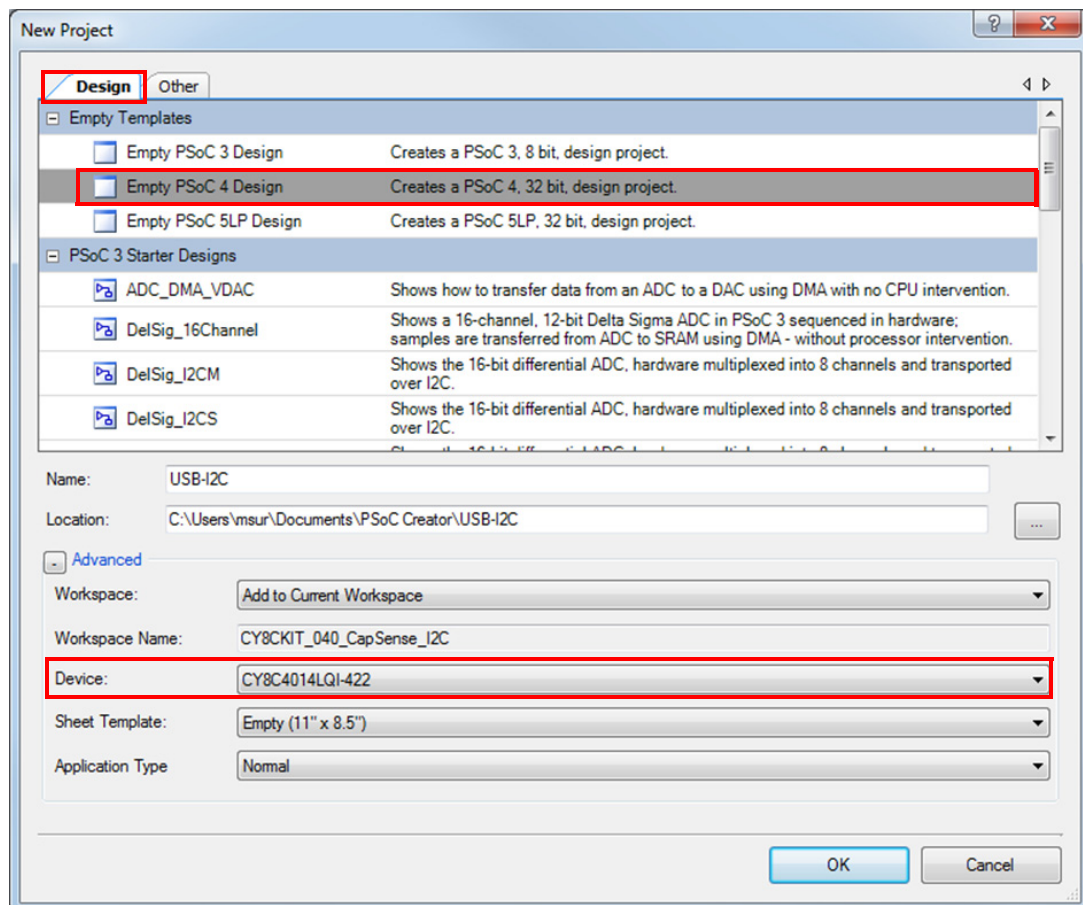 New Project
Design
Other
Empty Templates
Empty PSoC 3 Design
Creates a PSoC 3, 8 bit, design project.
Empty PSoC 4 Design
Creates a PSoC 4, 32 bit, design project.
Empty PSoC 5LP Design
Creates a PSoC 5LP, 32 bit, design project.
PSoC 3 Starter Designs
ADC_DMA_VDAC
Shows how to transfer data from an ADC to a DAC using DMA with no CPU intervention.
DelSig_16Channel
Shows a 16-channel, 12-bit Delta Sigma ADC in PSoC 3 sequenced in hardware;
samples are transferred from ADC to SRAM using DMA - without processor intervention.
DelSig_I2CM
Shows the 16-bit differential ADC, hardware multiplexed into 8 channels and transported
over I2C.
DelSig_I2CS
Shows the 16-bit differential ADC, hardware multiplexed into 8 channels and transported
over I2C.
Name:
USB-I2C
Location:
C:\Users\msur\Documents\PSoC Creator\USB-I2C
...
Advanced
Workspace:
Add to Current Workspace
Workspace Name:
CY8CKIT_040_CapSense_I2C
Device:
CY8C4014LQI-422
Sheet Template:
Empty (11" x 8.5")
Application Type
Normal
OK
Cancel